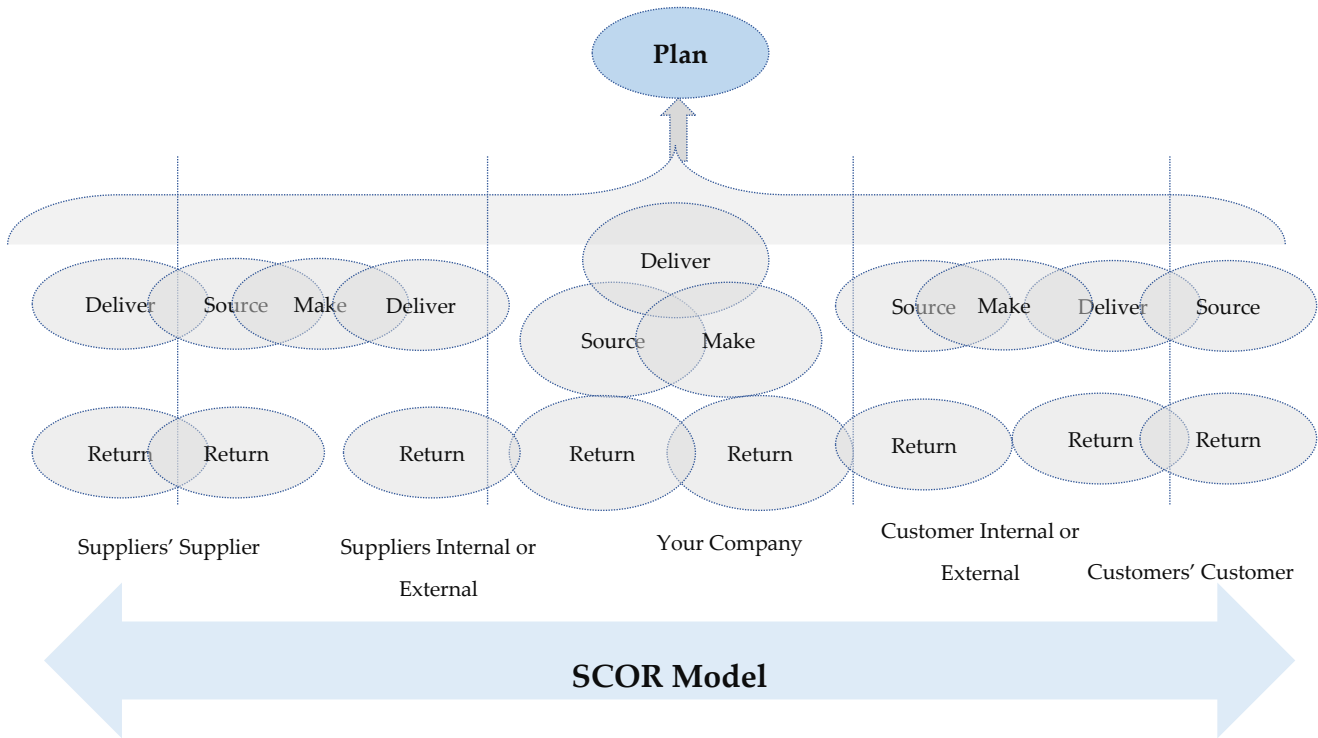 Plan
Deliver
Deliver Source Make Deliver
Source Make Deliver Source
Source Make
Return Return Return Return Return Return Return Return
Suppliers’ Supplier
Suppliers Internal or
External
Your Company
Customer Internal or
External
Customers’ Customer
SCOR Model